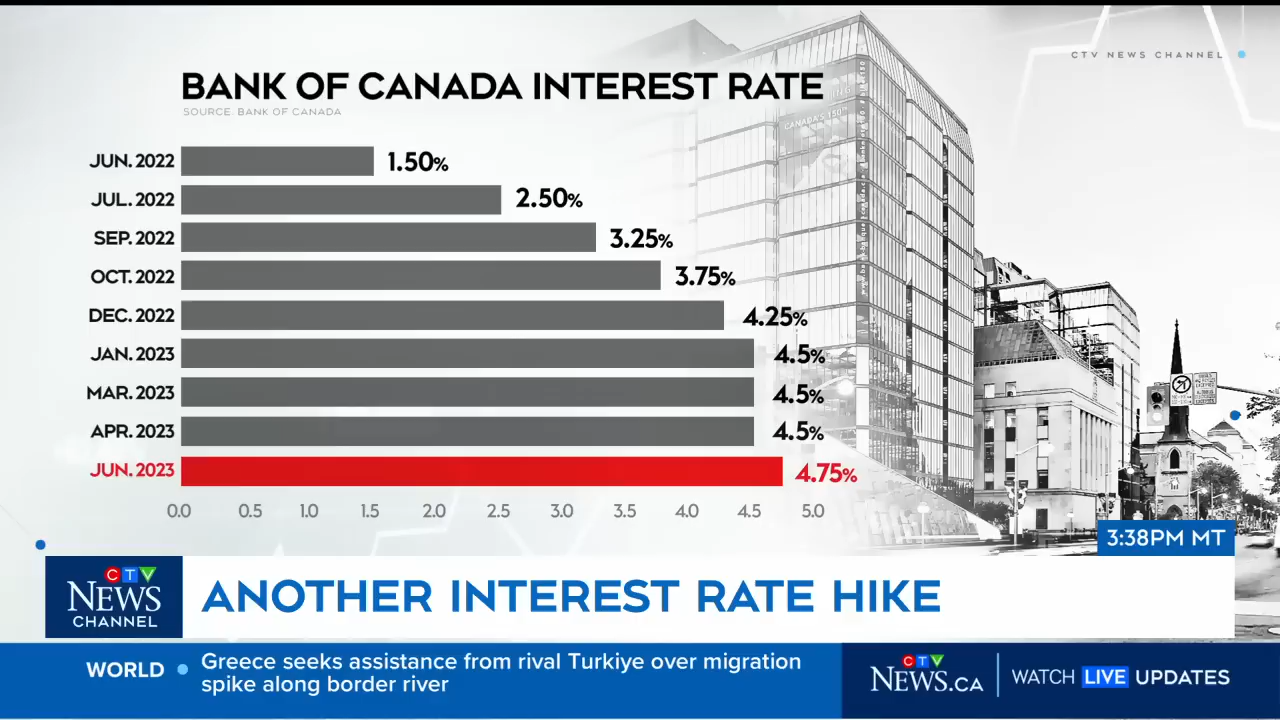 CTV NEWS CHANNEL
BANK OF CANADA INTEREST RATE
SOURCE: BANK OF CANADA
JUN. 2022 1.50%
JUL. 2022 2.50%
SEP. 2022 3.25%
OCT. 2022 3.75%
DEC. 2022 4.25%
JAN. 2023 4.5%
MAR. 2023 4.5%
APR. 2023 4.5%
JUN. 2023 4.75%
0.0 0.5 1.0 1.5 2.0 2.5 3.0 3.5 4.0 4.5 5.0
CANADA'S 150TH
3:38PM MT
CTV
NEWS
CHANNEL
ANOTHER INTEREST RATE HIKE
WORLD
Greece seeks assistance from rival Turkiye over migration
spike along border river
CTV
NEWS.CA
WATCH LIVE UPDATES